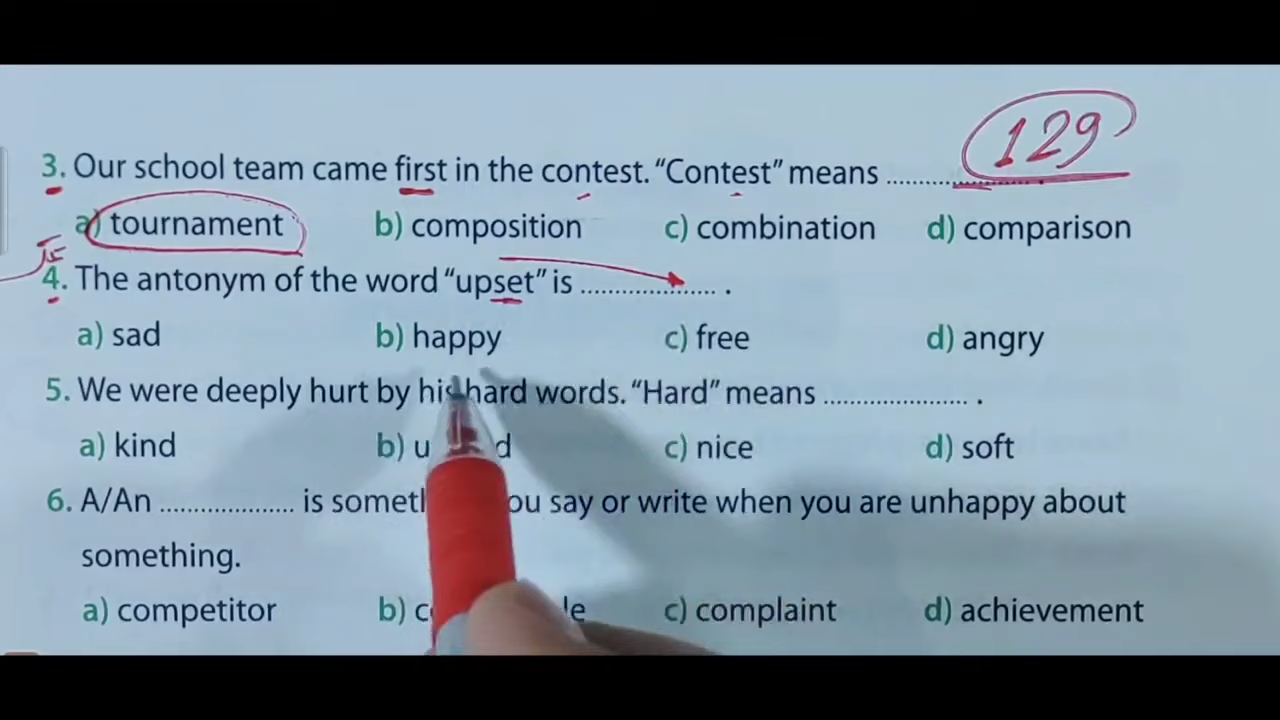 129
3. Our school team came first in the contest. “Contest” means ....................
a) tournament b) composition c) combination d) comparison
4. The antonym of the word “upset” is .................... .
a) sad b) happy c) free d) angry
5. We were deeply hurt by his hard words. “Hard” means .................... .
a) kind b) c) nice d) soft
6. A/An .................... is you say or write when you are unhappy about
something.
a) competitor b) c) complaint d) achievement